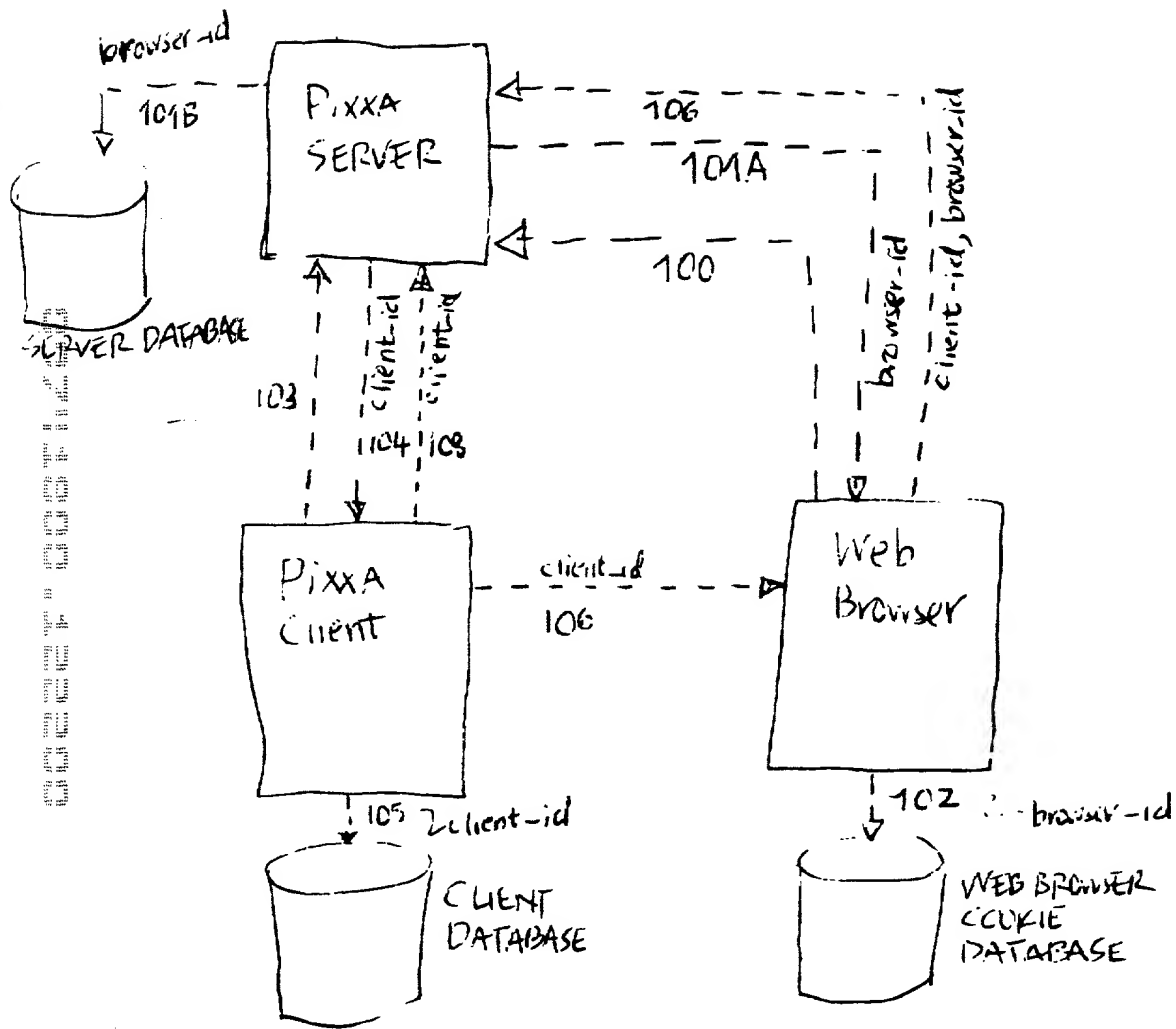 browser-id
101B
PixxA
SERVER
106
101A
100
browser-id
client-id, browser-id
SERVER DATABASE
103
client-id
104
client-id
108
PixxA
Client
client-id
106
Web
Browser
105
client-id
102
browser-id
CLIENT
DATABASE
WEB BROWSER
COOKIE
DATABASE